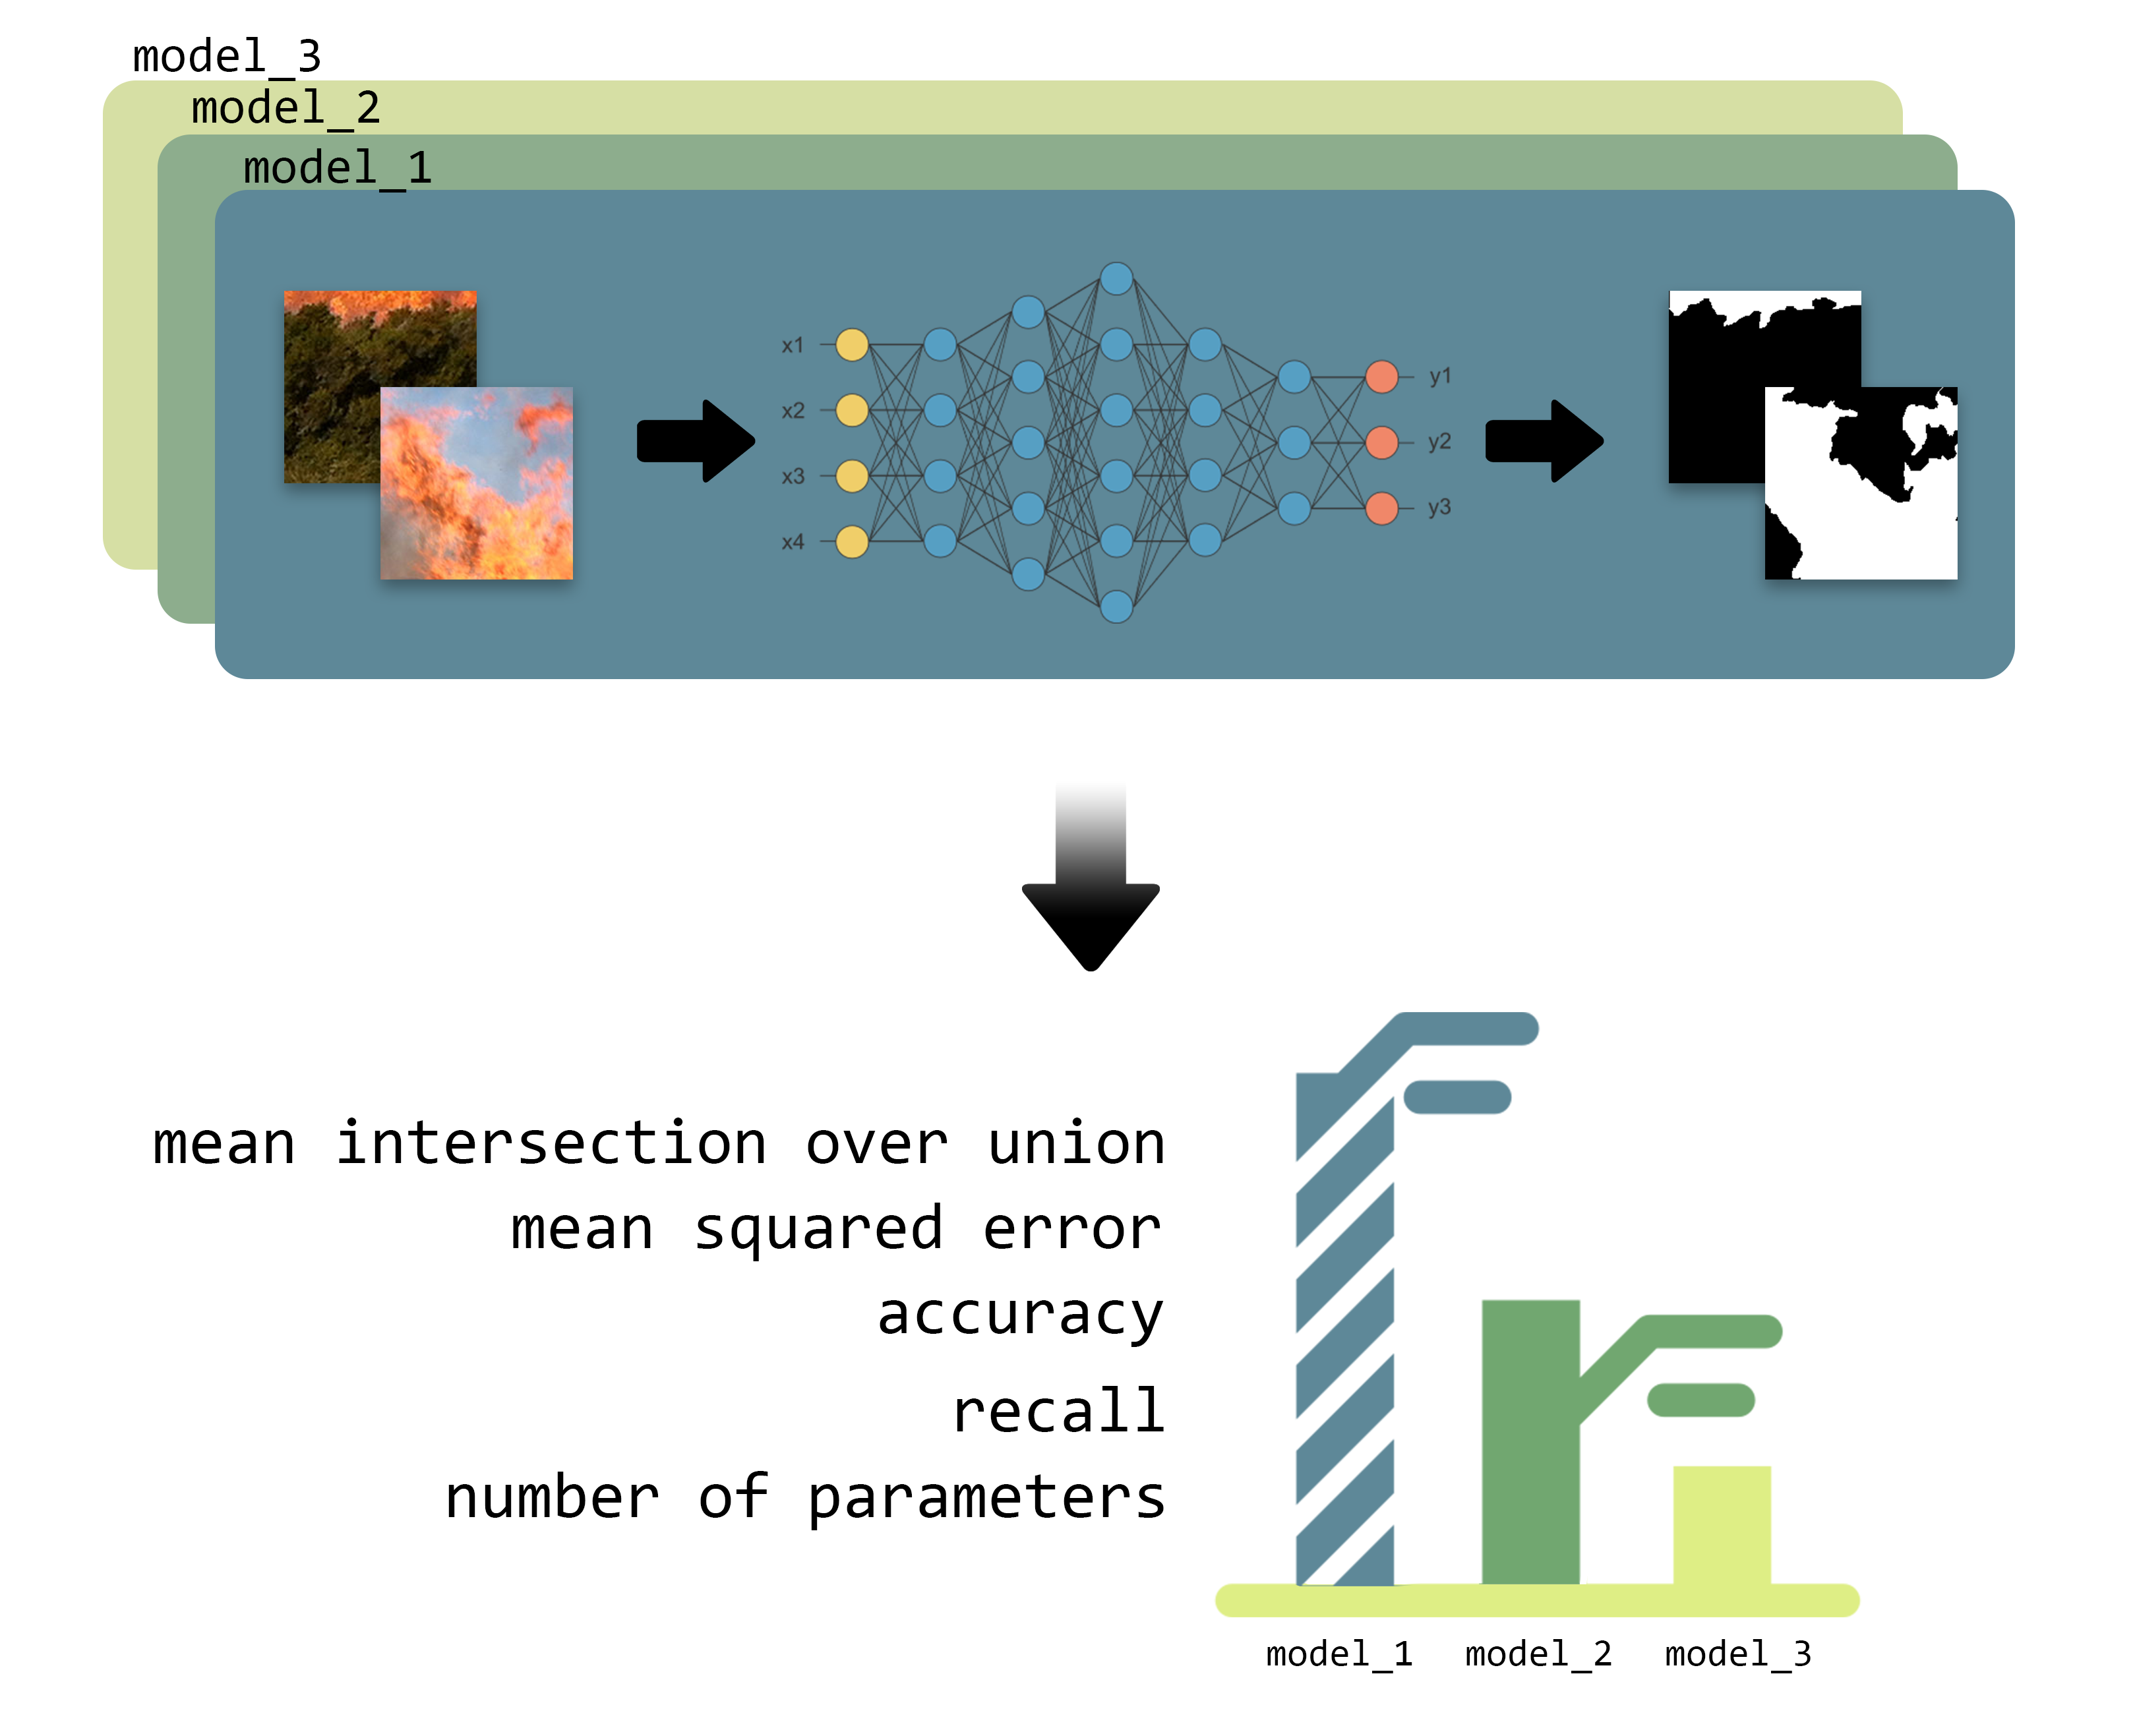 model_3
model_2
model_1
x1
x2
x3
x4
y1
y2
y3
mean intersection over union
mean squared error
accuracy
recall
number of parameters
model_1 model_2 model_3